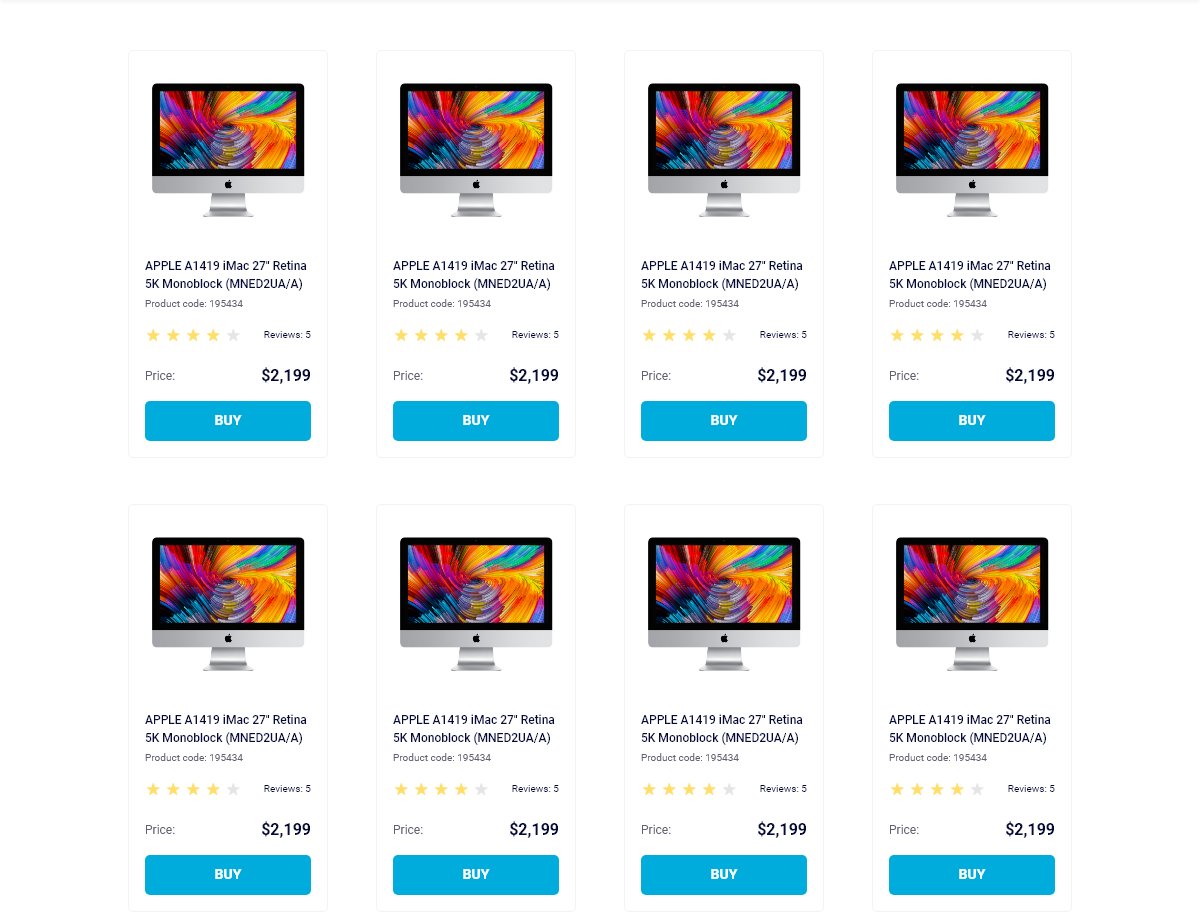 APPLE A1419 iMac 27" Retina
5K Monoblock (MNED2UA/A)
Product code: 195434
Reviews: 5
Price: $2,199
BUY
APPLE A1419 iMac 27" Retina
5K Monoblock (MNED2UA/A)
Product code: 195434
Reviews: 5
Price: $2,199
BUY
APPLE A1419 iMac 27" Retina
5K Monoblock (MNED2UA/A)
Product code: 195434
Reviews: 5
Price: $2,199
BUY
APPLE A1419 iMac 27" Retina
5K Monoblock (MNED2UA/A)
Product code: 195434
Reviews: 5
Price: $2,199
BUY
APPLE A1419 iMac 27" Retina
5K Monoblock (MNED2UA/A)
Product code: 195434
Reviews: 5
Price: $2,199
BUY
APPLE A1419 iMac 27" Retina
5K Monoblock (MNED2UA/A)
Product code: 195434
Reviews: 5
Price: $2,199
BUY
APPLE A1419 iMac 27" Retina
5K Monoblock (MNED2UA/A)
Product code: 195434
Reviews: 5
Price: $2,199
BUY
APPLE A1419 iMac 27" Retina
5K Monoblock (MNED2UA/A)
Product code: 195434
Reviews: 5
Price: $2,199
BUY